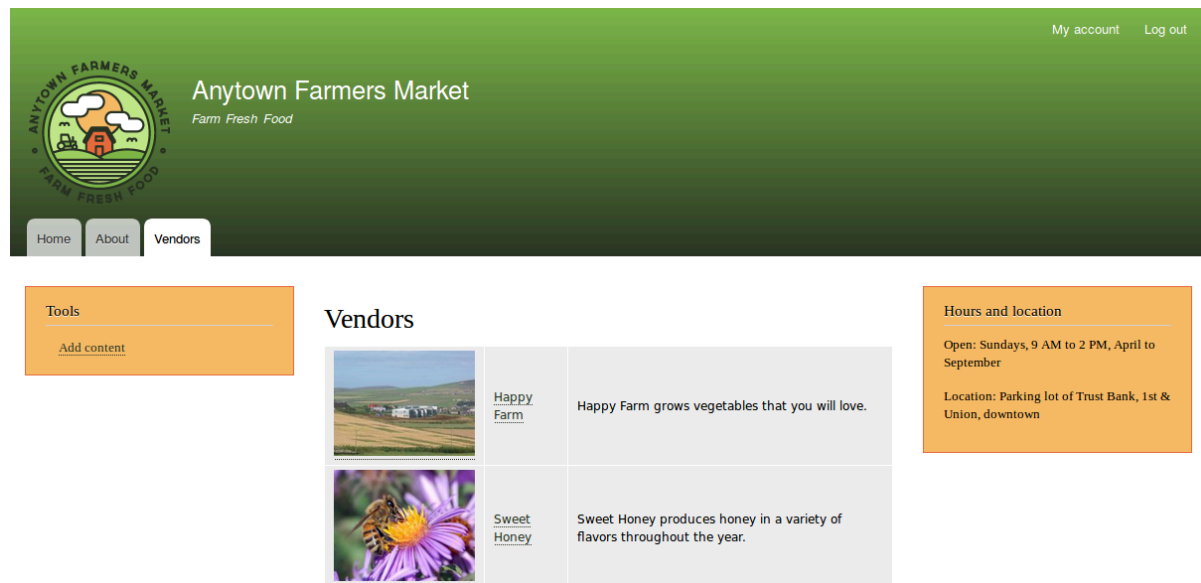 My account Log out
ANYTOWN FARMERS MARKET
FARM FRESH FOOD
Anytown Farmers Market
Farm Fresh Food
Home About Vendors
Tools
Add content
Vendors
Happy
Farm
Happy Farm grows vegetables that you will love.
Sweet
Honey
Sweet Honey produces honey in a variety of
flavors throughout the year.
Hours and location
Open: Sundays, 9 AM to 2 PM, April to
September
Location: Parking lot of Trust Bank, 1st &
Union, downtown